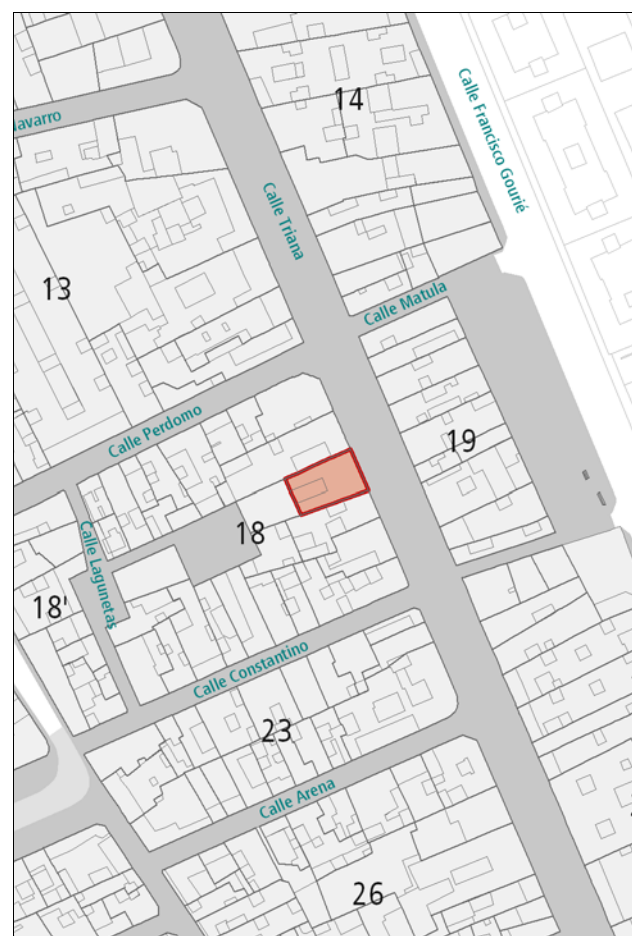 14
Calle Francisco Gourié
Navarro
Calle Triana
13
Calle Matula
Calle Perdomo
19
18
Calle Lagunetas
18'
Calle Constantino
23
Calle Arena
26